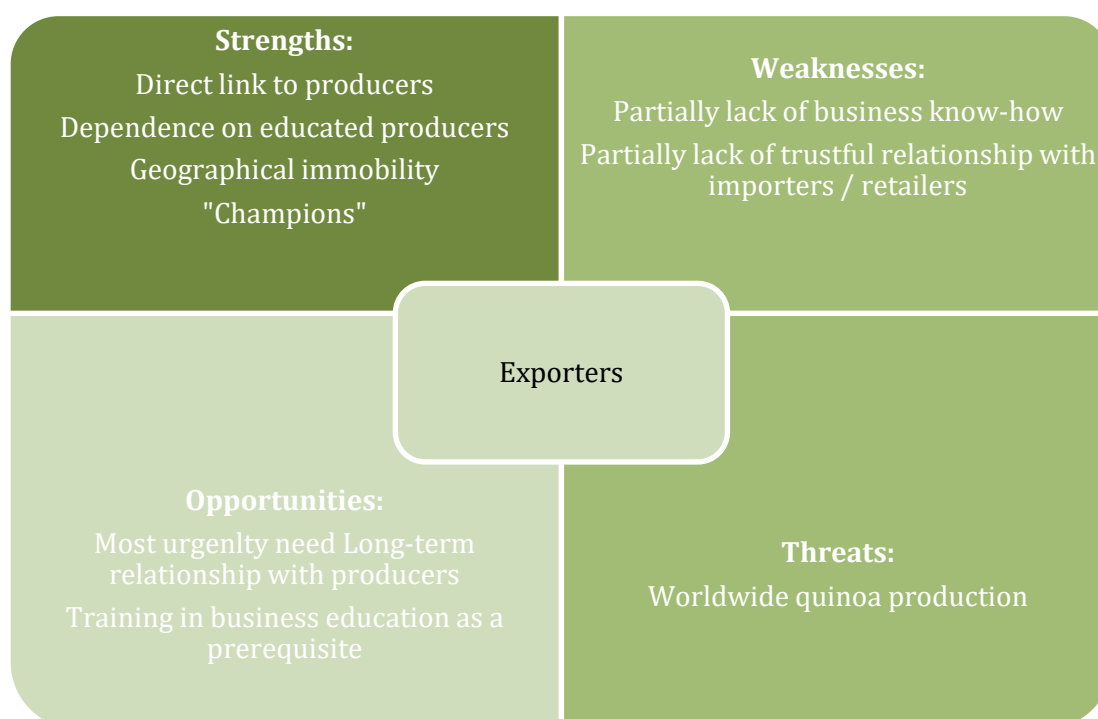 Strengths:
Direct link to producers
Dependence on educated producers
Geographical immobility
"Champions"
Weaknesses:
Partially lack of business know-how
Partially lack of trustful relationship with
importers / retailers
Exporters
Opportunities:
Most urgenlty need Long-term
relationship with producers
Training in business education as a
prerequisite
Threats:
Worldwide quinoa production